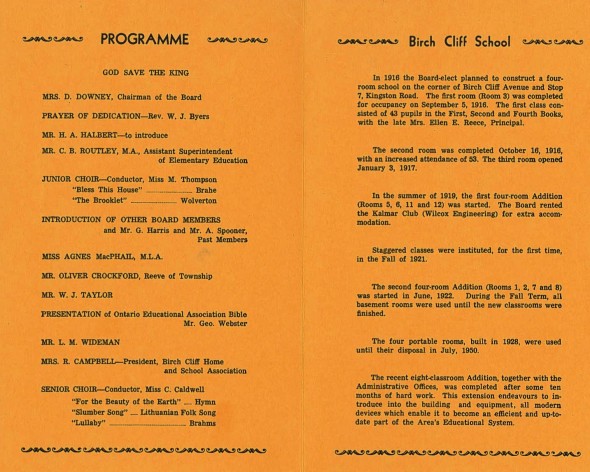 PROGRAMME
GOD SAVE THE KING
MRS. D. DOWNEY, Chairman of the Board
PRAYER OF DEDICATION—Rev. W. J. Byers
MR. H. A. HALBERT—to introduce
MR. C. B. ROUTLEY, M.A., Assistant Superintendent
of Elementary Education
JUNIOR CHOIR—Conductor, Miss M. Thompson
"Bless This House" ........................ Brahe
"The Brooklet" ........................ Wolverton
INTRODUCTION OF OTHER BOARD MEMBERS
and Mr. G. Harris and Mr. A. Spooner,
Past Members
MISS AGNES MacPHAIL, M.L.A.
MR. OLIVER CROCKFORD, Reeve of Township
MR. W. J. TAYLOR
PRESENTATION of Ontario Educational Association Bible
Mr. Geo. Webster
MR. L. M. WIDEMAN
MRS. R. CAMPBELL—President, Birch Cliff Home
and School Association
SENIOR CHOIR—Conductor, Miss C. Caldwell
"For the Beauty of the Earth" .... Hymn
"Slumber Song" .... Lithuanian Folk Song
"Lullaby" ................................ Brahms
Birch Cliff School
In 1916 the Board-elect planned to construct a four-
room school on the corner of Birch Cliff Avenue and Stop
7, Kingston Road. The first room (Room 3) was completed
for occupancy on September 5, 1916. The first class con-
sisted of 43 pupils in the First, Second and Fourth Books,
with the late Mrs. Ellen E. Reece, Principal.
The second room was completed October 16, 1916,
with an increased attendance of 53. The third room opened
January 3, 1917.
In the summer of 1919, the first four-room Addition
(Rooms 5, 6, 11 and 12) was started. The Board rented
the Kalmar Club (Wilcox Engineering) for extra accom-
modation.
Staggered classes were instituted, for the first time,
in the Fall of 1921.
The second four-room Addition (Rooms 1, 2, 7 and 8)
was started in June, 1922. During the Fall Term, all
basement rooms were used until the new classrooms were
finished.
The four portable rooms, built in 1928, were used
until their disposal in July, 1950.
The recent eight-classroom Addition, together with the
Administrative Offices, was completed after some ten
months of hard work. This extension endeavours to in-
troduce into the building and equipment, all modern
devices which enable it to become an efficient and up-to-
date part of the Area's Educational System.